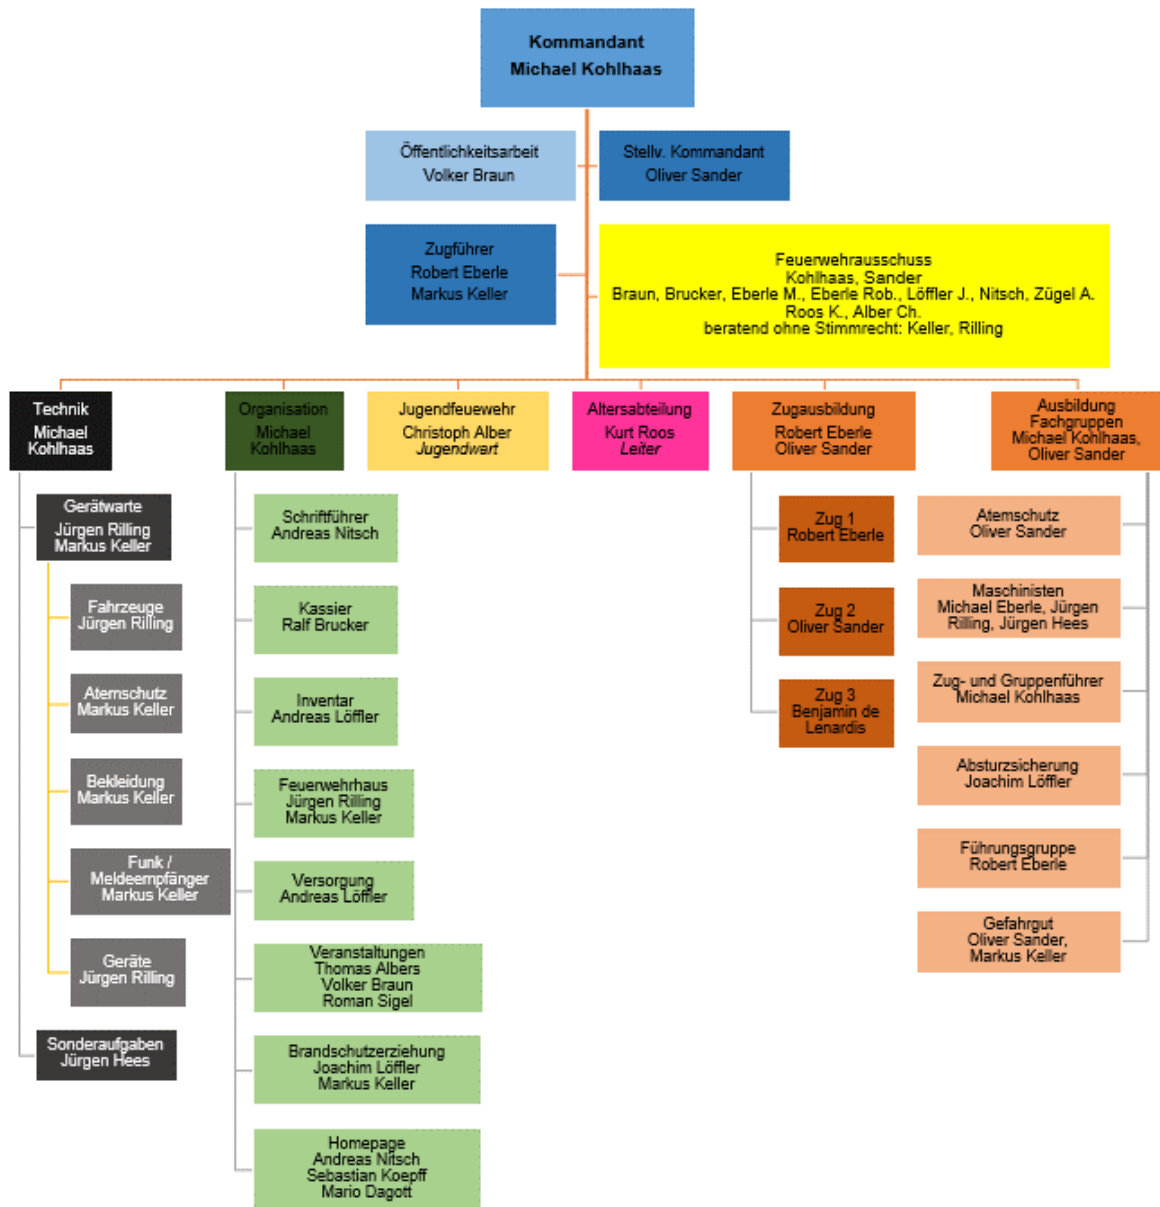 Kommandant
Michael Kohlhaas
Öffentlichkeitsarbeit
Volker Braun
Stellv. Kommandant
Oliver Sander
Zugführer
Robert Eberle
Markus Keller
Feuerwehrausschuss
Kohlhaas, Sander
Braun, Brucker, Eberle M., Eberle Rob., Löffler J., Nitsch, Zügel A.
Roos K., Alber Ch.
beratend ohne Stimmrecht: Keller, Rilling
Technik
Michael
Kohlhaas
Organisation
Michael
Kohlhaas
Jugendfeuewehr
Christoph Alber
Jugendwart
Altersabteilung
Kurt Roos
Leiter
Zugausbildung
Robert Eberle
Oliver Sander
Ausbildung
Fachgruppen
Michael Kohlhaas,
Oliver Sander
Gerätwarte
Jürgen Rilling
Markus Keller
Fahrzeuge
Jürgen Rilling
Atemschutz
Markus Keller
Bekleidung
Markus Keller
Funk /
Meldeempfänger
Markus Keller
Geräte
Jürgen Rilling
Sonderaufgaben
Jürgen Hees
Schriftführer
Andreas Nitsch
Kassier
Ralf Brucker
Inventar
Andreas Löffler
Feuerwehrhaus
Jürgen Rilling
Markus Keller
Versorgung
Andreas Löffler
Veranstaltungen
Thomas Albers
Volker Braun
Roman Sigel
Brandschutzerziehung
Joachim Löffler
Markus Keller
Homepage
Andreas Nitsch
Sebastian Koepff
Mario Dagott
Zug 1
Robert Eberle
Zug 2
Oliver Sander
Zug 3
Benjamin de
Lenardis
Atemschutz
Oliver Sander
Maschinisten
Michael Eberle, Jürgen
Rilling, Jürgen Hees
Zug- und Gruppenführer
Michael Kohlhaas
Absturzsicherung
Joachim Löffler
Führungsgruppe
Robert Eberle
Gefahrgut
Oliver Sander,
Markus Keller